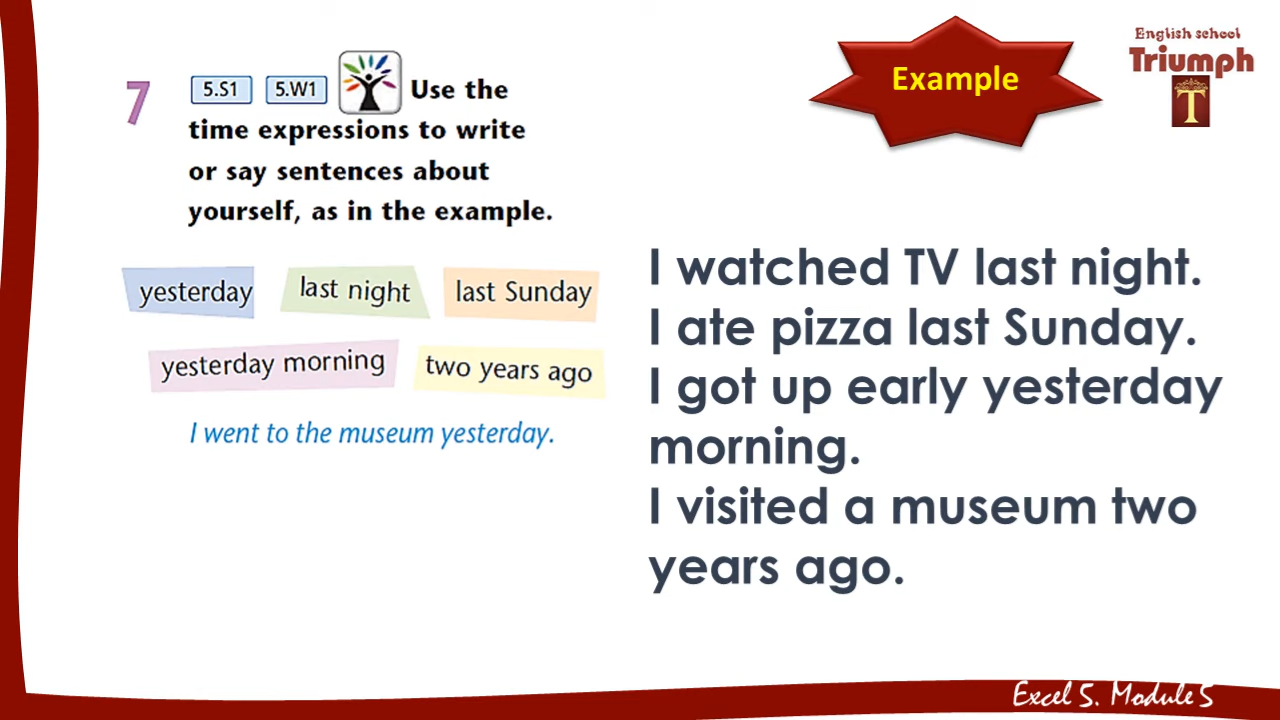 7
5.S1 5.W1 Use the
time expressions to write
or say sentences about
yourself, as in the example.
yesterday
last night
last Sunday
yesterday morning
two years ago
I went to the museum yesterday.
Example
English school
Triumph
T
I watched TV last night.
I ate pizza last Sunday.
I got up early yesterday
morning.
I visited a museum two
years ago.
Excel 5. Module 5